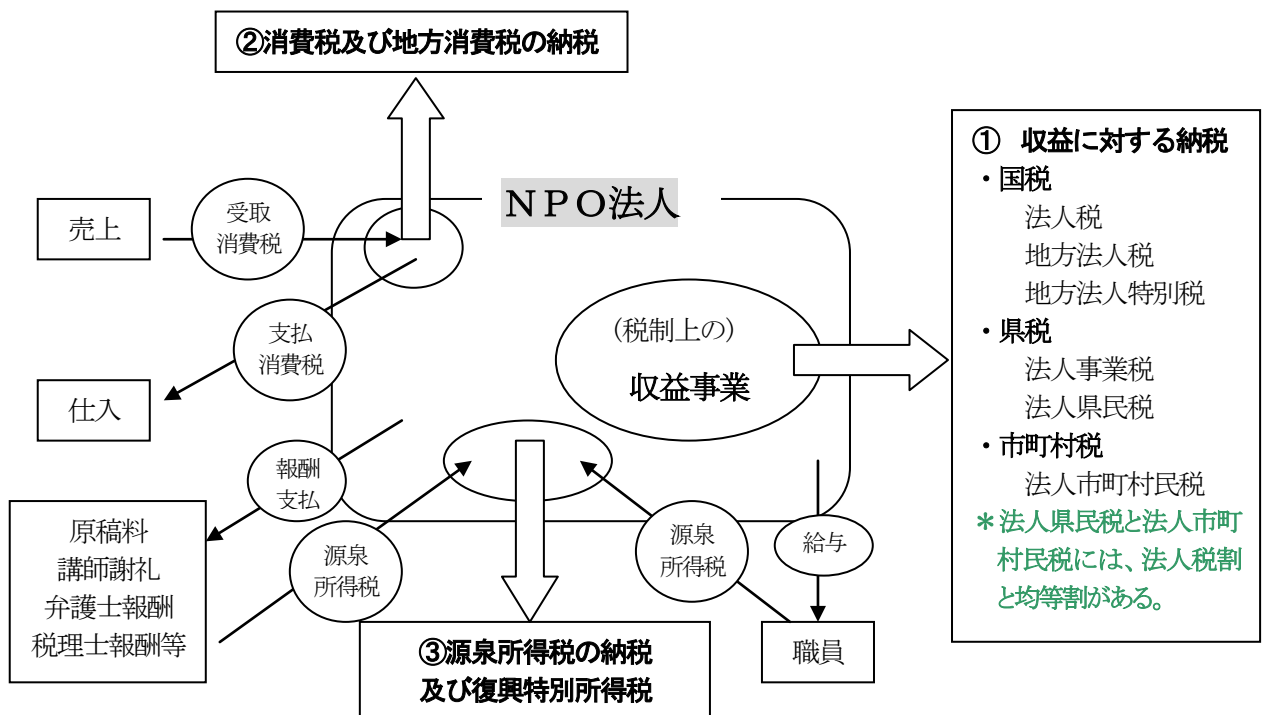 ②消費税及び地方消費税の納税
ＮＰＯ法人
売上
受取
消費税
支払
消費税
仕入
(税制上の)
収益事業
① 収益に対する納税
・国税
法人税
地方法人税
地方法人特別税
・県税
法人事業税
法人県民税
・市町村税
法人市町村民税
＊法人県民税と法人市町
村民税には、法人税割
と均等割がある。
報酬
支払
原稿料
講師謝礼
弁護士報酬
税理士報酬等
源泉
所得税
源泉
所得税
給与
職員
③源泉所得税の納税
及び復興特別所得税